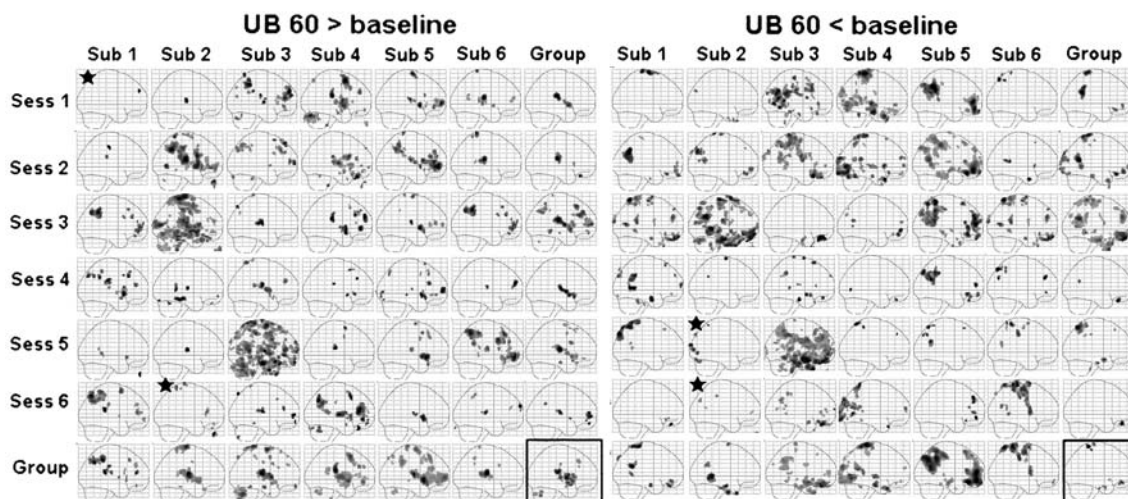 UB 60 > baseline UB 60 < baseline
Sub 1 Sub 2 Sub 3 Sub 4 Sub 5 Sub 6 Group Sub 1 Sub 2 Sub 3 Sub 4 Sub 5 Sub 6 Group
Sess 1
Sess 2
Sess 3
Sess 4
Sess 5
Sess 6
Group